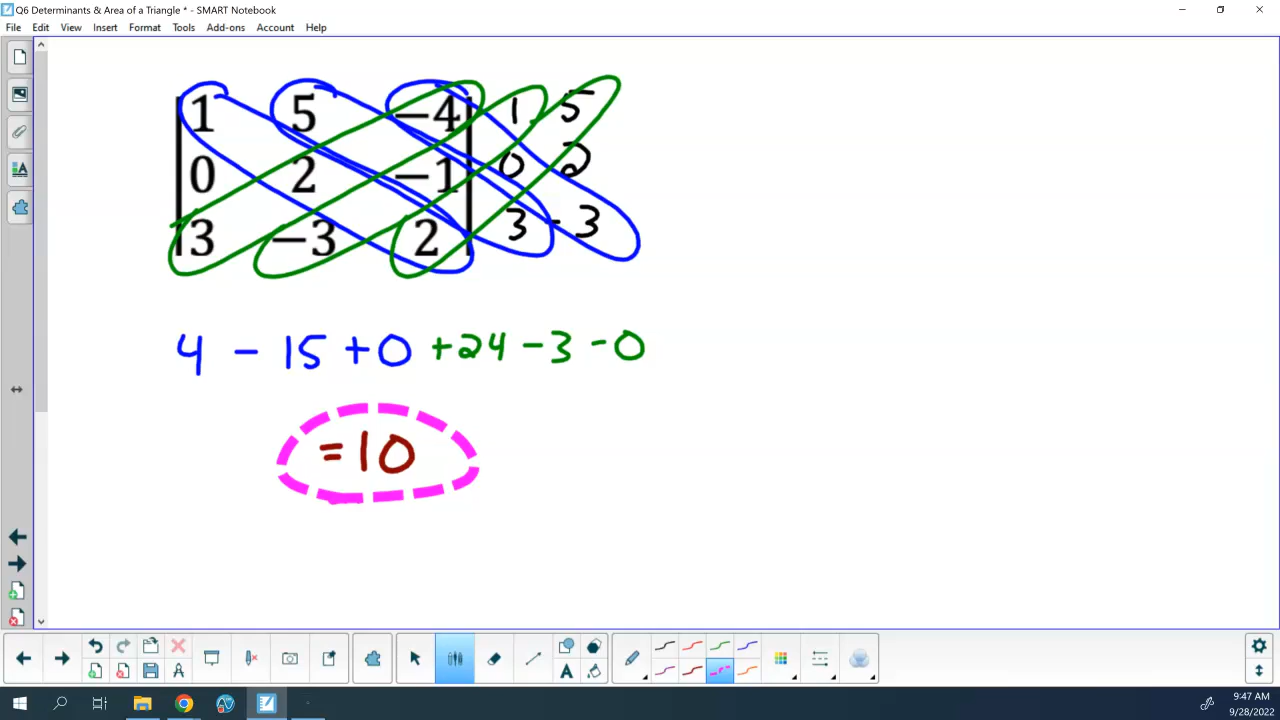 Q6 Determinants & Area of a Triangle * - SMART Notebook
File Edit View Insert Format Tools Add-ons Account Help
1 5 −4 1 5
0 2 −1 0 2
3 −3 2 3 -3
4 - 15 + 0 + 24 - 3 - 0
= 10
9:47 AM
9/28/2022